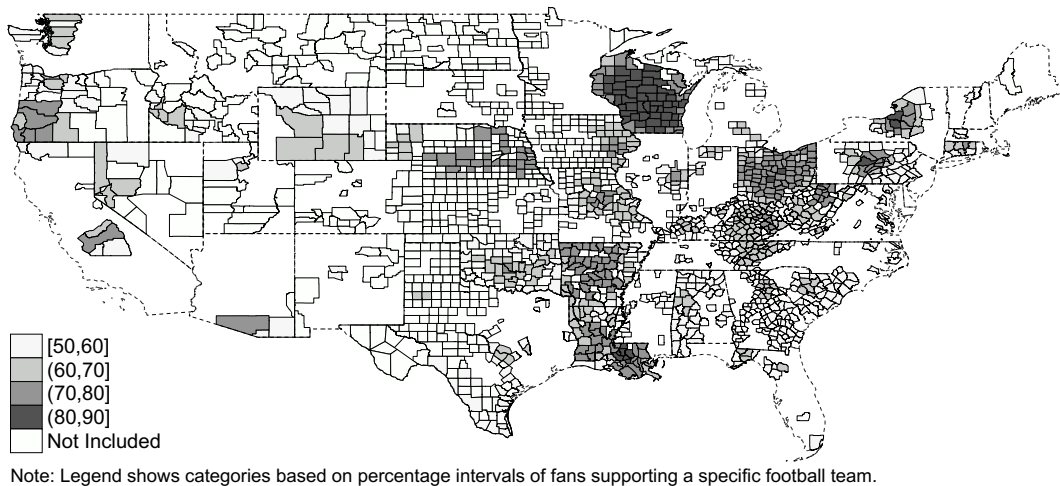 [50,60]
(60,70]
(70,80]
(80,90]
Not Included
Note: Legend shows categories based on percentage intervals of fans supporting a specific football team.